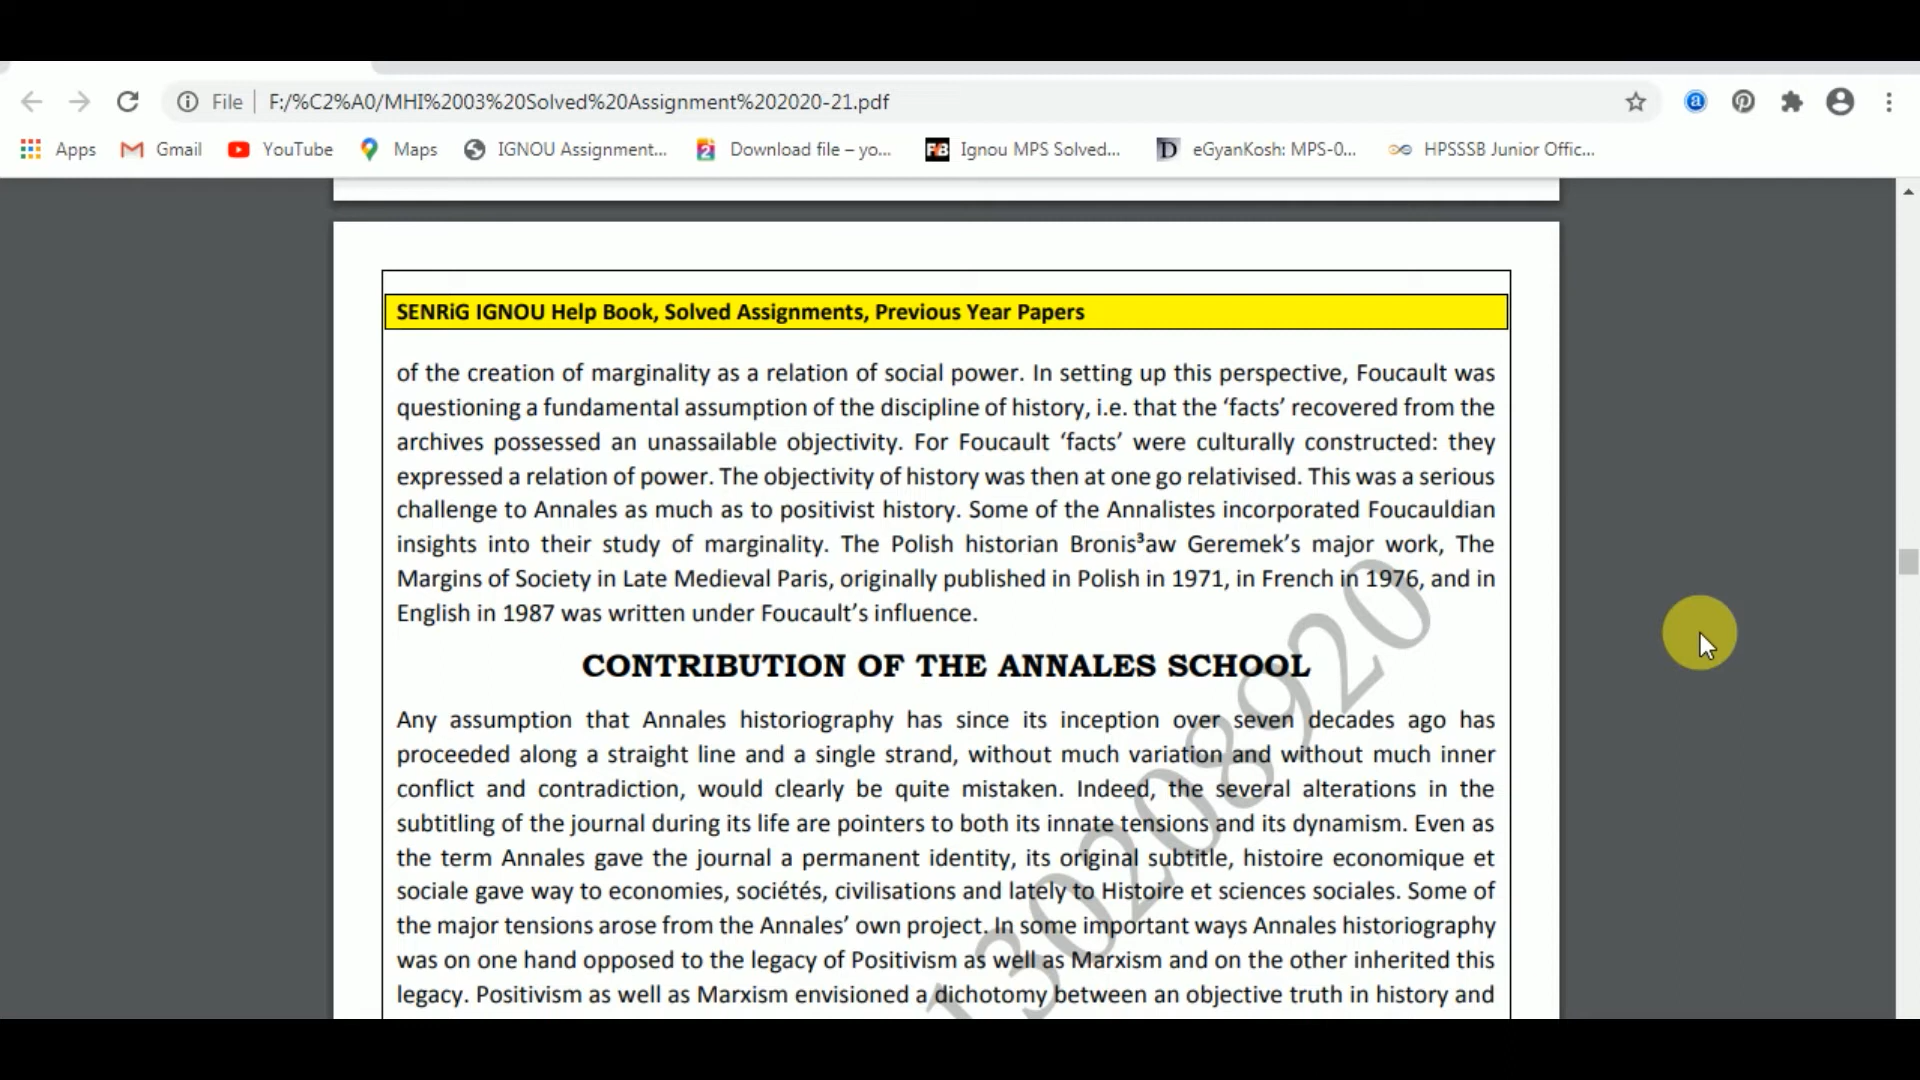 File
F:/%C2%A0/MHI%2003%20Solved%20Assignment%202020-21.pdf
Apps Gmail YouTube Maps IGNOU Assignment... Download file – yo... Ignou MPS Solved... eGyanKosh: MPS-0... HPSSSB Junior Offic...
SENRiG IGNOU Help Book, Solved Assignments, Previous Year Papers
of the creation of marginality as a relation of social power. In setting up this perspective, Foucault was
questioning a fundamental assumption of the discipline of history, i.e. that the ‘facts’ recovered from the
archives possessed an unassailable objectivity. For Foucault ‘facts’ were culturally constructed: they
expressed a relation of power. The objectivity of history was then at one go relativised. This was a serious
challenge to Annales as much as to positivist history. Some of the Annalistes incorporated Foucauldian
insights into their study of marginality. The Polish historian Bronis³aw Geremek’s major work, The
Margins of Society in Late Medieval Paris, originally published in Polish in 1971, in French in 1976, and in
English in 1987 was written under Foucault’s influence.
CONTRIBUTION OF THE ANNALES SCHOOL
Any assumption that Annales historiography has since its inception over seven decades ago has
proceeded along a straight line and a single strand, without much variation and without much inner
conflict and contradiction, would clearly be quite mistaken. Indeed, the several alterations in the
subtitling of the journal during its life are pointers to both its innate tensions and its dynamism. Even as
the term Annales gave the journal a permanent identity, its original subtitle, histoire economique et
sociale gave way to economies, sociétés, civilisations and lately to Histoire et sciences sociales. Some of
the major tensions arose from the Annales’ own project. In some important ways Annales historiography
was on one hand opposed to the legacy of Positivism as well as Marxism and on the other inherited this
legacy. Positivism as well as Marxism envisioned a dichotomy between an objective truth in history and
130208920